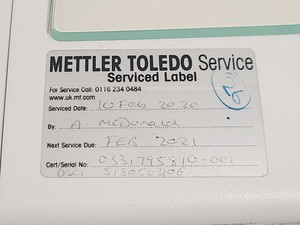 METTLER TOLEDO Service
Serviced Label
For Service Call: 0116 234 0484
www.uk.mt.com
Serviced Date: 10 Feb 2020
By: A McDonald
Next Service Due: FEB 2021
Cert/Serial No: 0331795810-001